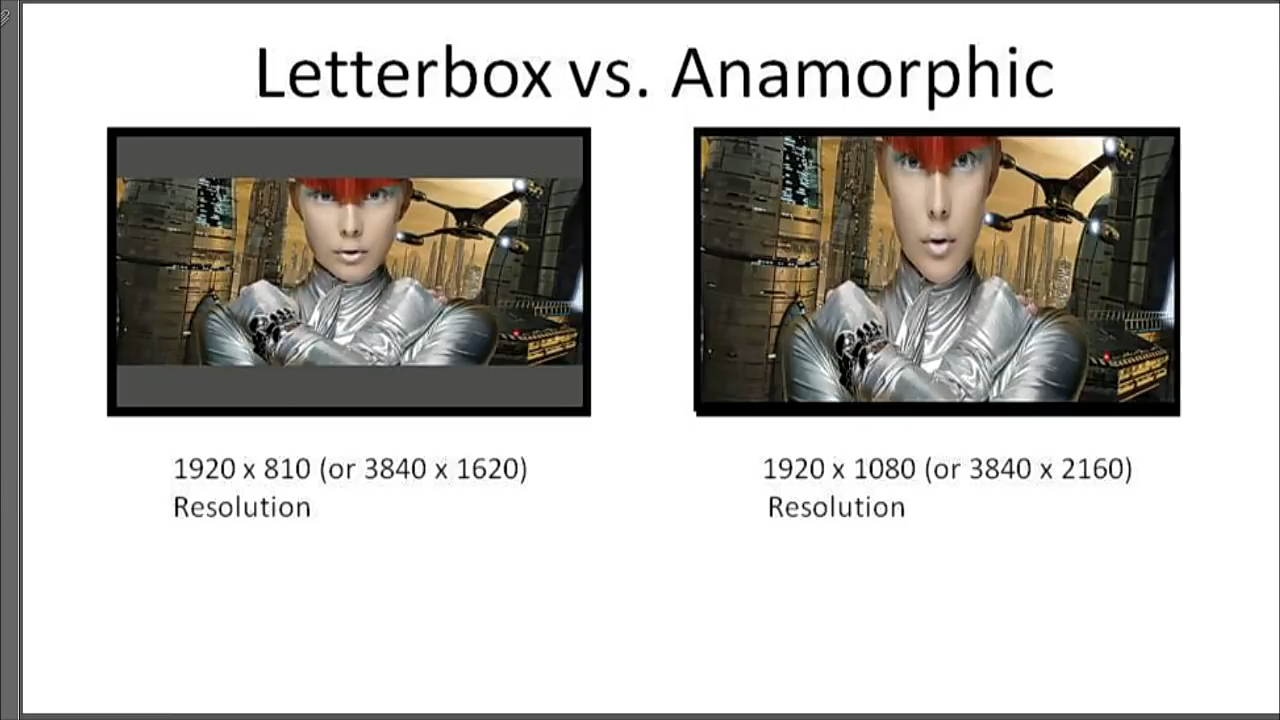 Letterbox vs. Anamorphic
1920 x 810 (or 3840 x 1620)
Resolution
1920 x 1080 (or 3840 x 2160)
Resolution